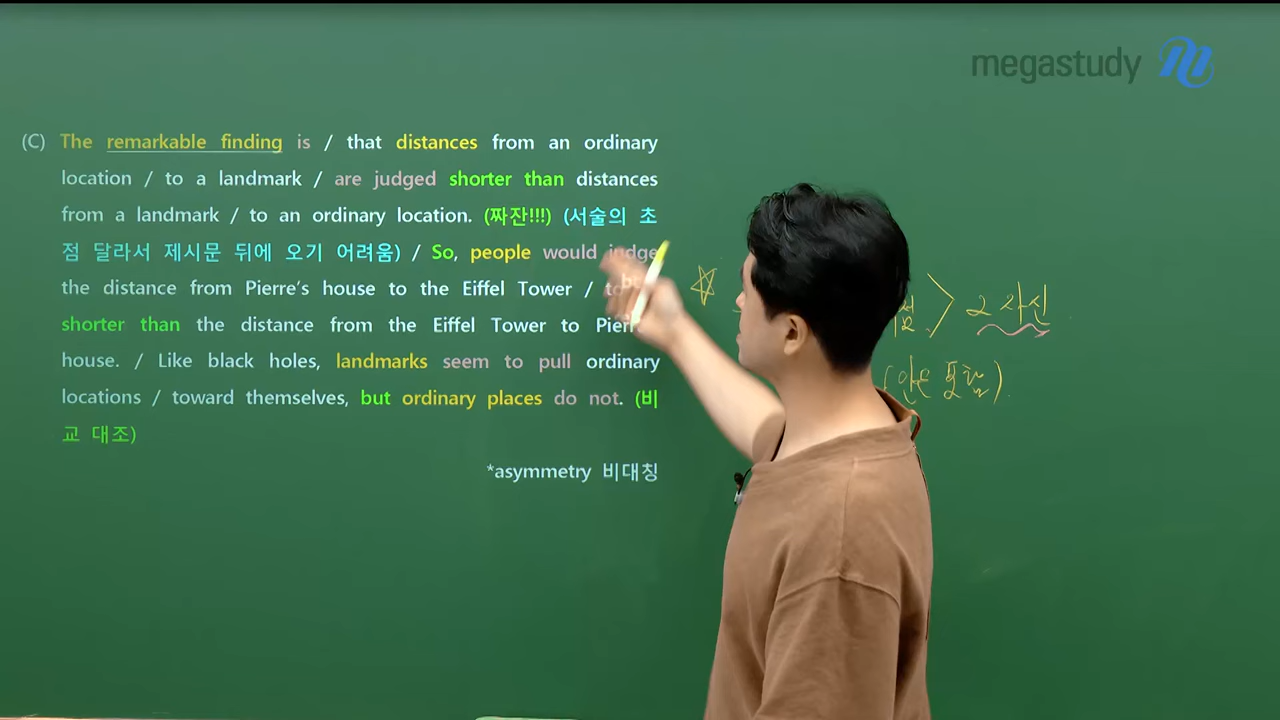 megastudy
(C) The remarkable finding is / that distances from an ordinary
location / to a landmark / are judged shorter than distances
from a landmark / to an ordinary location. (짜잔!!!) (서술의 초
점 달라서 제시문 뒤에 오기 어려움) / So, people would judge
the distance from Pierre's house to the Eiffel Tower /
shorter than the distance from the Eiffel Tower to
house. / Like black holes, landmarks seem to pull ordinary
locations / toward themselves, but ordinary places do not. (비
교 대조)
*asymmetry 비대칭
그 자신